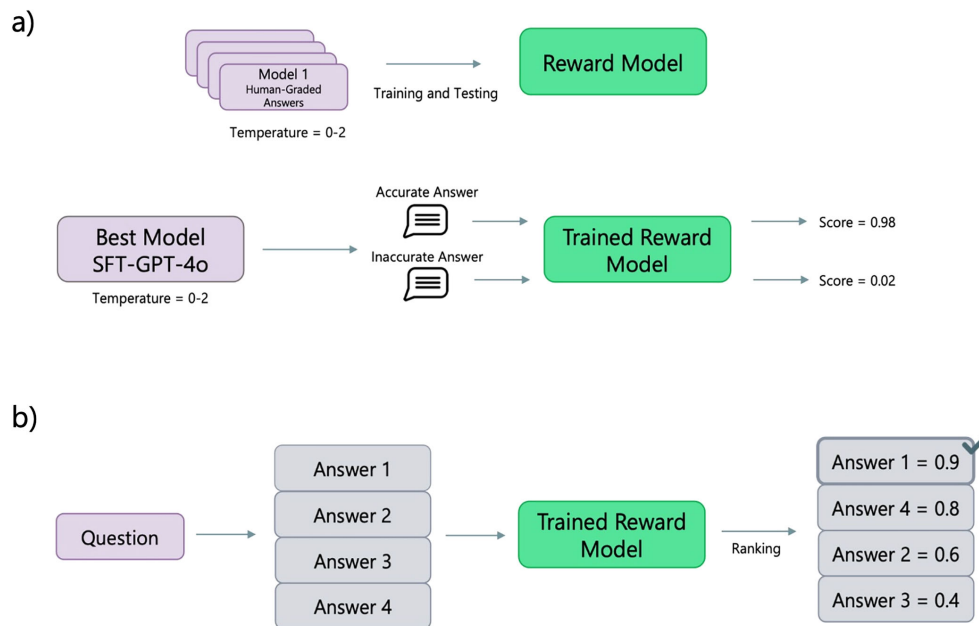 a)
Model 1
Human-Graded
Answers
Temperature = 0-2
Training and Testing
Reward Model
Best Model
SFT-GPT-4o
Temperature = 0-2
Accurate Answer
Inaccurate Answer
Trained Reward
Model
Score = 0.98
Score = 0.02
b)
Question
Answer 1
Answer 2
Answer 3
Answer 4
Trained Reward
Model
Ranking
Answer 1 = 0.9
Answer 4 = 0.8
Answer 2 = 0.6
Answer 3 = 0.4